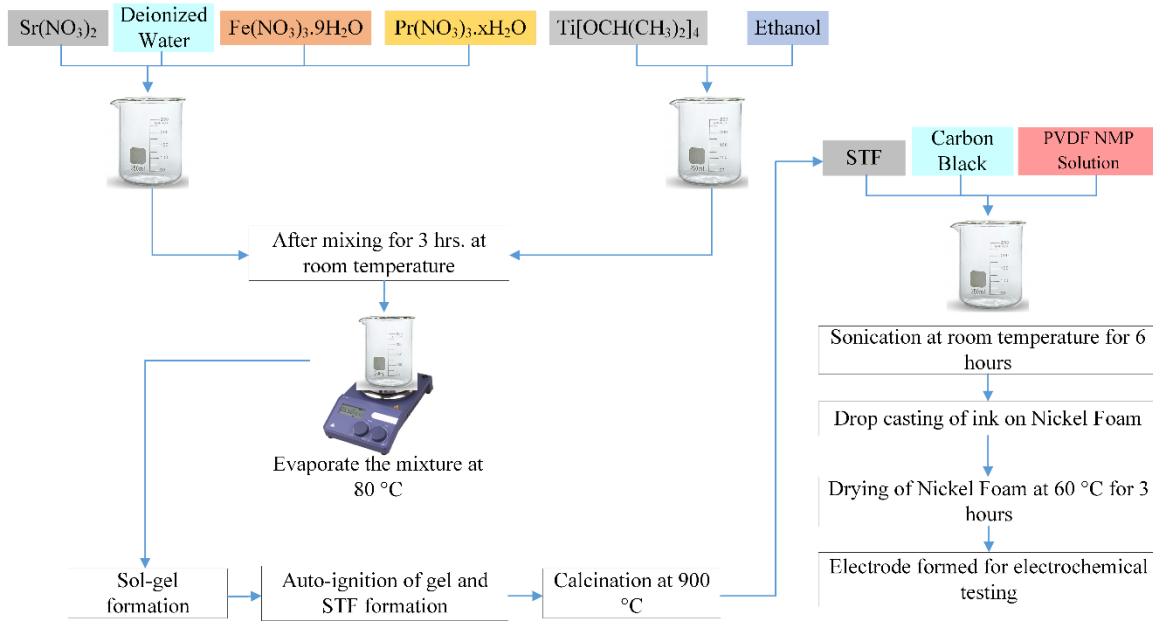 Sr(NO₃)₂
Deionized
Water
Fe(NO₃)₃.9H₂O
Pr(NO₃)₃.xH₂O
Ti[OCH(CH₃)₂]₄
Ethanol
After mixing for 3 hrs. at
room temperature
Evaporate the mixture at
80 °C
Sol-gel
formation
Auto-ignition of gel and
STF formation
Calcination at 900
°C
STF
Carbon
Black
PVDF NMP
Solution
Sonication at room temperature for 6
hours
Drop casting of ink on Nickel Foam
Drying of Nickel Foam at 60 °C for 3
hours
Electrode formed for electrochemical
testing